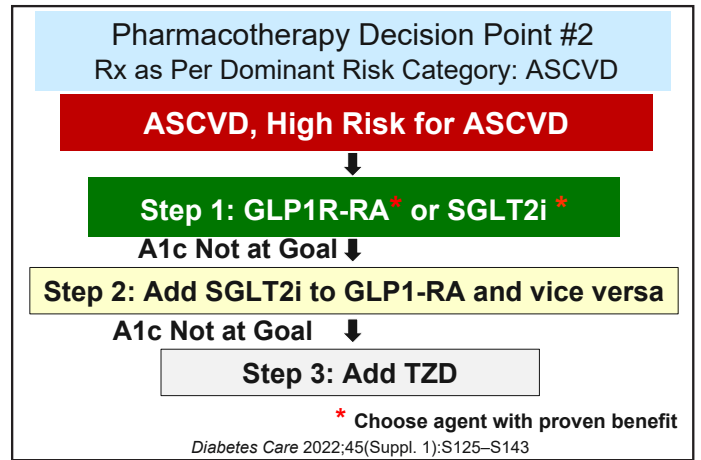 Pharmacotherapy Decision Point #2
Rx as Per Dominant Risk Category: ASCVD
ASCVD, High Risk for ASCVD
Step 1: GLP1R-RA* or SGLT2i *
A1c Not at Goal
Step 2: Add SGLT2i to GLP1-RA and vice versa
A1c Not at Goal
Step 3: Add TZD
* Choose agent with proven benefit
Diabetes Care 2022;45(Suppl. 1):S125–S143